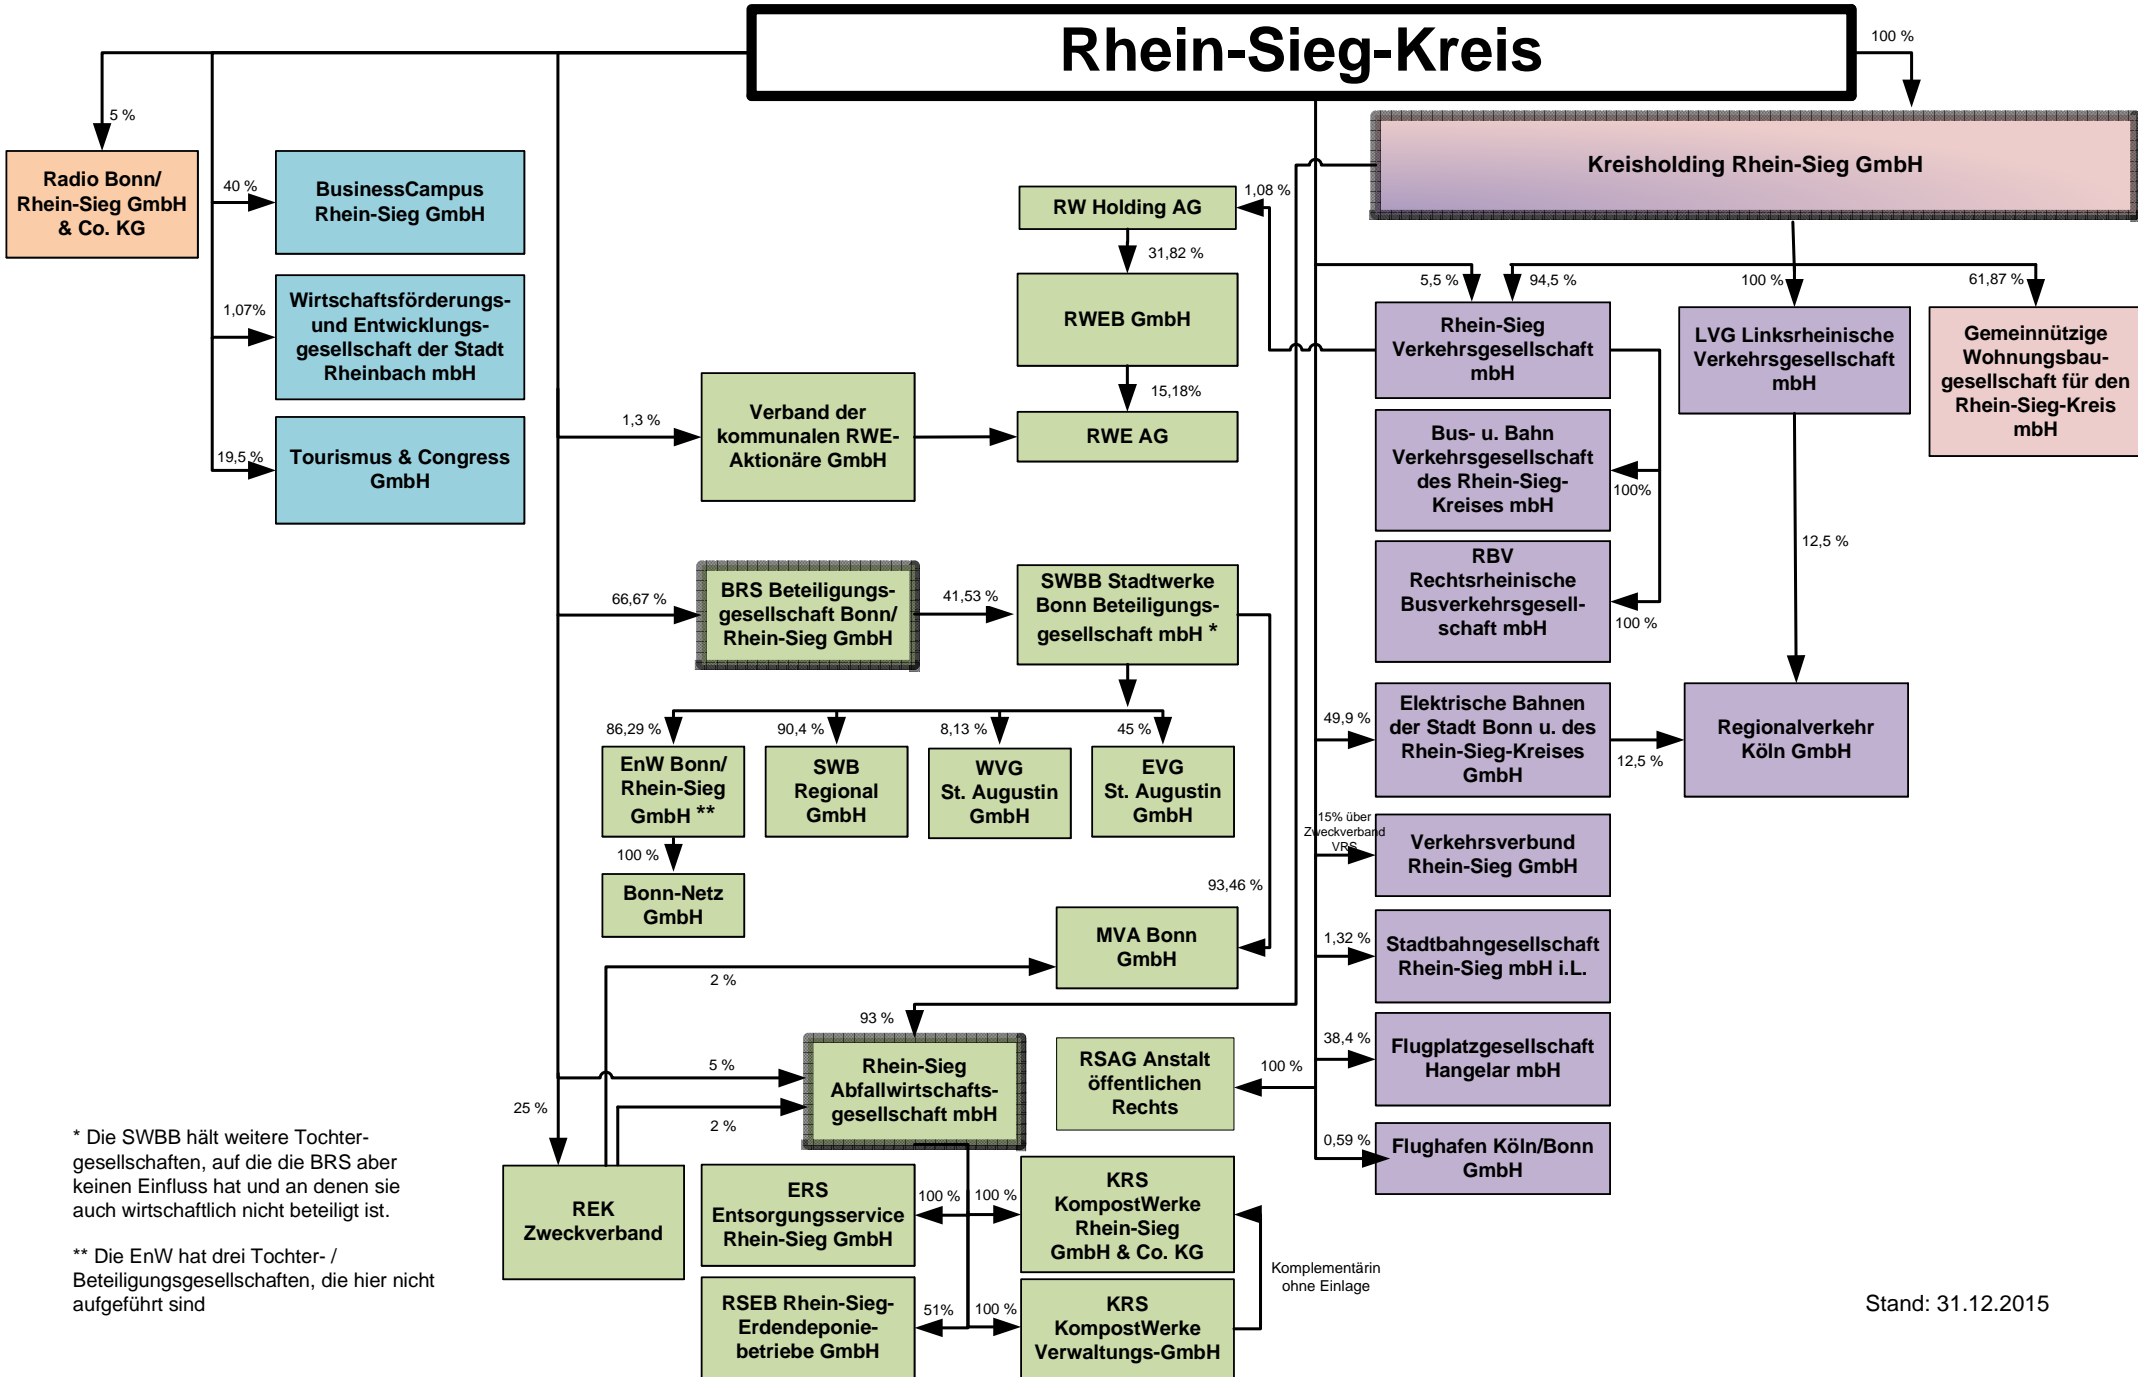 Rhein-Sieg-Kreis
100 %
5 %
Radio Bonn/
Rhein-Sieg GmbH
& Co. KG
40 %
BusinessCampus
Rhein-Sieg GmbH
1,07%
Wirtschaftsförderungs-
und Entwicklungs-
gesellschaft der Stadt
Rheinbach mbH
19,5 %
Tourismus & Congress
GmbH
Kreisholding Rhein-Sieg GmbH
RW Holding AG
1,08 %
31,82 %
RWEB GmbH
15,18%
1,3 %
Verband der
kommunalen RWE-
Aktionäre GmbH
RWE AG
5,5 %
94,5 %
100 %
61,87 %
Rhein-Sieg
Verkehrsgesellschaft
mbH
LVG Linksrheinische
Verkehrsgesellschaft
mbH
Gemeinnützige
Wohnungsbau-
gesellschaft für den
Rhein-Sieg-Kreis
mbH
Bus- u. Bahn
Verkehrsgesellschaft
des Rhein-Sieg-
Kreises mbH
100%
RBV
Rechtsrheinische
Busverkehrsgesell-
schaft mbH
100 %
12,5 %
66,67 %
BRS Beteiligungs-
gesellschaft Bonn/
Rhein-Sieg GmbH
41,53 %
SWBB Stadtwerke
Bonn Beteiligungs-
gesellschaft mbH *
86,29 %
90,4 %
8,13 %
45 %
EnW Bonn/
Rhein-Sieg
GmbH **
SWB
Regional
GmbH
WVG
St. Augustin
GmbH
EVG
St. Augustin
GmbH
100 %
Bonn-Netz
GmbH
93,46 %
MVA Bonn
GmbH
2 %
49,9 %
Elektrische Bahnen
der Stadt Bonn u. des
Rhein-Sieg-Kreises
GmbH
12,5 %
Regionalverkehr
Köln GmbH
15% über
Zweckverband
VRS
Verkehrsverbund
Rhein-Sieg GmbH
1,32 %
Stadtbahngesellschaft
Rhein-Sieg mbH i.L.
38,4 %
Flugplatzgesellschaft
Hangelar mbH
0,59 %
Flughafen Köln/Bonn
GmbH
93 %
5 %
2 %
Rhein-Sieg
Abfallwirtschafts-
gesellschaft mbH
RSAG Anstalt
öffentlichen
Rechts
100 %
25 %
REK
Zweckverband
ERS
Entsorgungsservice
Rhein-Sieg GmbH
100 %
100 %
KRS
KompostWerke
Rhein-Sieg
GmbH & Co. KG
RSEB Rhein-Sieg-
Erdendeponie-
betriebe GmbH
51%
100 %
KRS
KompostWerke
Verwaltungs-GmbH
Komplementärin
ohne Einlage
* Die SWBB hält weitere Tochter-
gesellschaften, auf die die BRS aber
keinen Einfluss hat und an denen sie
auch wirtschaftlich nicht beteiligt ist.
** Die EnW hat drei Tochter- /
Beteiligungsgesellschaften, die hier nicht
aufgeführt sind
Stand: 31.12.2015